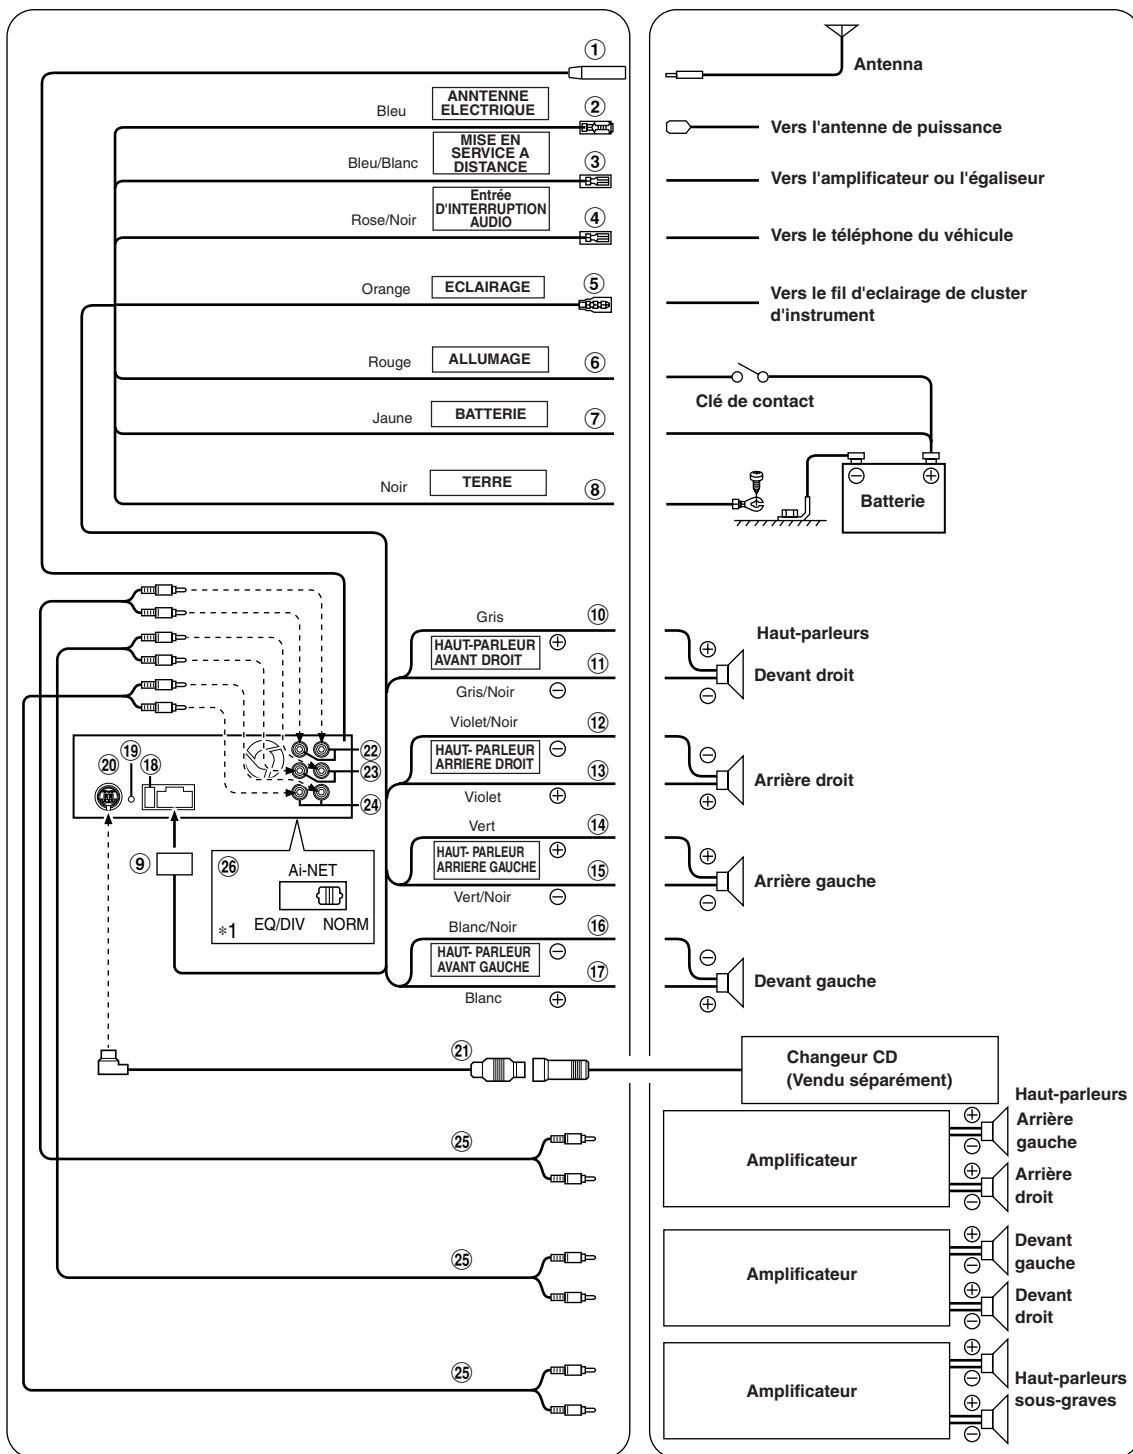 ①
Antenna
Bleu
ANNTENNE
ELECTRIQUE
②
Vers l'antenne de puissance
Bleu/Blanc
MISE EN
SERVICE A
DISTANCE
③
Vers l'amplificateur ou l'égaliseur
Rose/Noir
Entrée
D'INTERRUPTION
AUDIO
④
Vers le téléphone du véhicule
Orange
ECLAIRAGE
⑤
Vers le fil d'eclairage de cluster
d'instrument
Rouge
ALLUMAGE
⑥
Clé de contact
Jaune
BATTERIE
⑦
Noir
TERRE
⑧
⊖ ⊕
Batterie
Gris
⑩
HAUT-PARLEUR
AVANT DROIT
⊕
⑪
Gris/Noir
⊖
Haut-parleurs
⊕
Devant droit
⊖
Violet/Noir
⑫
HAUT- PARLEUR
ARRIERE DROIT
⊖
⑬
Violet
⊕
⊖
Arrière droit
⊕
Vert
⑭
HAUT- PARLEUR
ARRIERE GAUCHE
⊕
⑮
Vert/Noir
⊖
⊕
Arrière gauche
⊖
Blanc/Noir
⑯
HAUT- PARLEUR
AVANT GAUCHE
⊖
⑰
Blanc
⊕
⊖
Devant gauche
⊕
⑳
⑲
⑱
㉒
㉓
㉔
⑨
㉖
Ai-NET
*1
EQ/DIV NORM
㉑
Changeur CD
(Vendu séparément)
㉕
Amplificateur
Haut-parleurs
⊕
⊖
Arrière
gauche
⊕
⊖
Arrière
droit
㉕
Amplificateur
⊕
⊖
Devant
gauche
⊕
⊖
Devant
droit
㉕
Amplificateur
⊕
⊖
⊕
⊖
Haut-parleurs
sous-graves